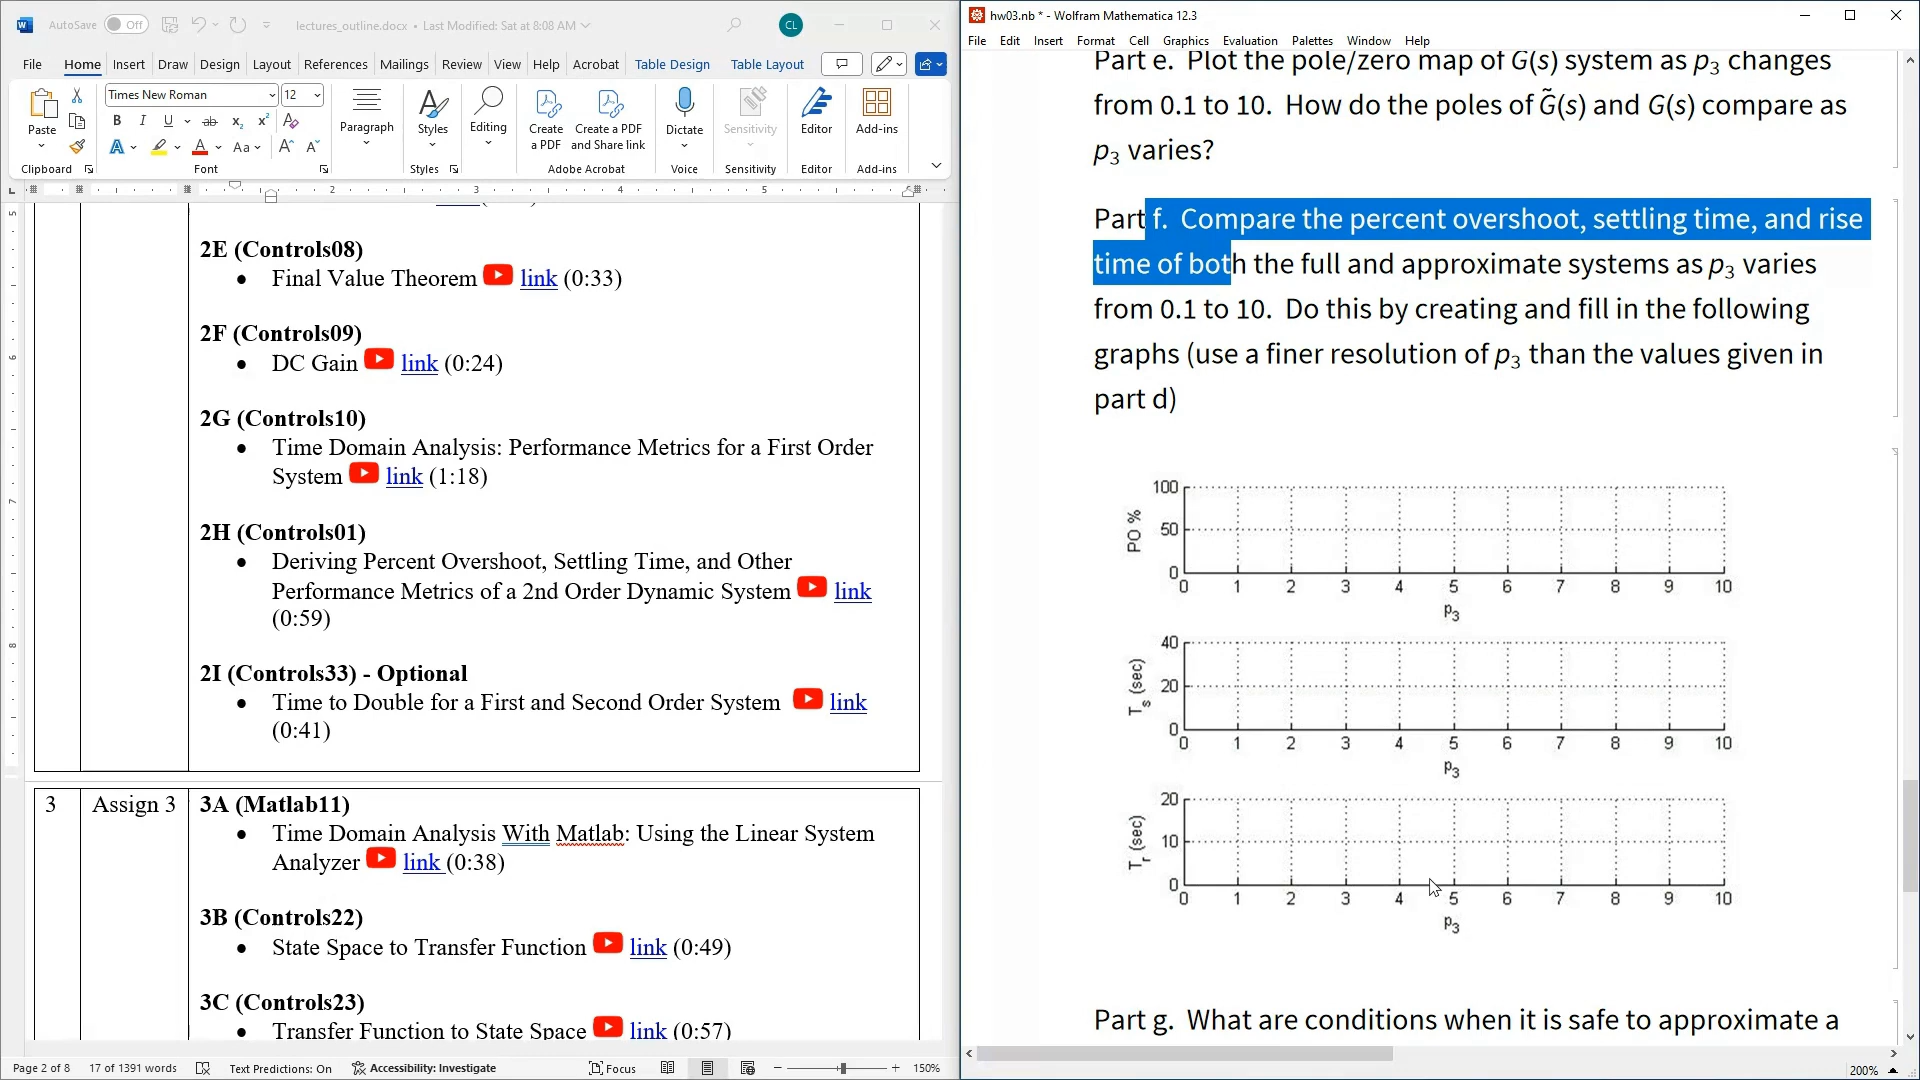 AutoSave Off lectures_outline.docx • Last Modified: Sat at 8:08 AM CL
File Home Insert Draw Design Layout References Mailings Review View Help Acrobat Table Design Table Layout
Times New Roman 12
Paste Paragraph Styles Editing Create a PDF Create a PDF and Share link Dictate Sensitivity Editor Add-ins
B I U ab x₂ x² A
A A Aa A A
Clipboard Font Styles Adobe Acrobat Voice Sensitivity Editor Add-ins
3 4 5
2E (Controls08)
• Final Value Theorem link (0:33)
2F (Controls09)
• DC Gain link (0:24)
2G (Controls10)
• Time Domain Analysis: Performance Metrics for a First Order
System link (1:18)
2H (Controls01)
• Deriving Percent Overshoot, Settling Time, and Other
Performance Metrics of a 2nd Order Dynamic System link
(0:59)
2I (Controls33) - Optional
• Time to Double for a First and Second Order System link
(0:41)
3 Assign 3 3A (Matlab11)
• Time Domain Analysis With Matlab: Using the Linear System
Analyzer link (0:38)
3B (Controls22)
• State Space to Transfer Function link (0:49)
3C (Controls23)
• Transfer Function to State Space link (0:57)
Page 2 of 8 17 of 1391 words Text Predictions: On Accessibility: Investigate Focus 150%
hw03.nb * - Wolfram Mathematica 12.3
File Edit Insert Format Cell Graphics Evaluation Palettes Window Help
Part e. Plot the pole/zero map of G(s) system as p₃ changes
from 0.1 to 10. How do the poles of G̃(s) and G(s) compare as
p₃ varies?
Part f. Compare the percent overshoot, settling time, and rise
time of both the full and approximate systems as p₃ varies
from 0.1 to 10. Do this by creating and fill in the following
graphs (use a finer resolution of p₃ than the values given in
part d)
PO %
100
50
0
0 1 2 3 4 5 6 7 8 9 10
p₃
Tₛ (sec)
40
20
0
0 1 2 3 4 5 6 7 8 9 10
p₃
Tᵣ (sec)
20
10
0
0 1 2 3 4 5 6 7 8 9 10
p₃
Part g. What are conditions when it is safe to approximate a
200%